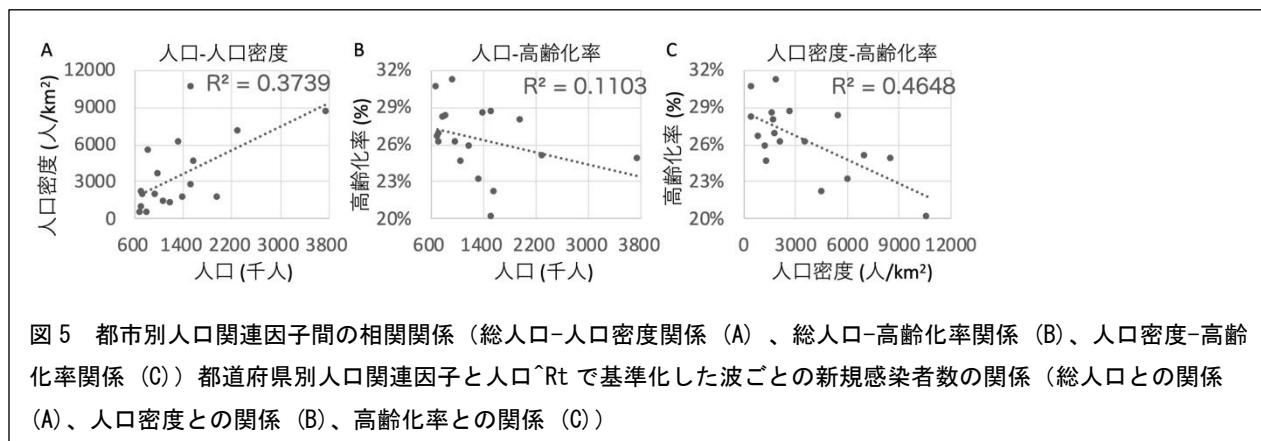 A 人口-人口密度
R² = 0.3739
12000
9000
6000
3000
0
人口密度 (人/km²)
600 1400 2200 3000 3800
人口 (千人)
B 人口-高齢化率
R² = 0.1103
32%
29%
26%
23%
20%
高齢化率 (%)
600 1400 2200 3000 3800
人口 (千人)
C 人口密度-高齢化率
R² = 0.4648
32%
29%
26%
23%
20%
高齢化率 (%)
0 3000 6000 9000 12000
人口密度 (人/km²)
図 5 都市別人口関連因子間の相関関係（総人口-人口密度関係 (A) 、総人口-高齢化率関係 (B)、人口密度-高齢
化率関係 (C)）都道府県別人口関連因子と人口^Rt で基準化した波ごとの新規感染者数の関係（総人口との関係
(A)、人口密度との関係 (B)、高齢化率との関係 (C)）